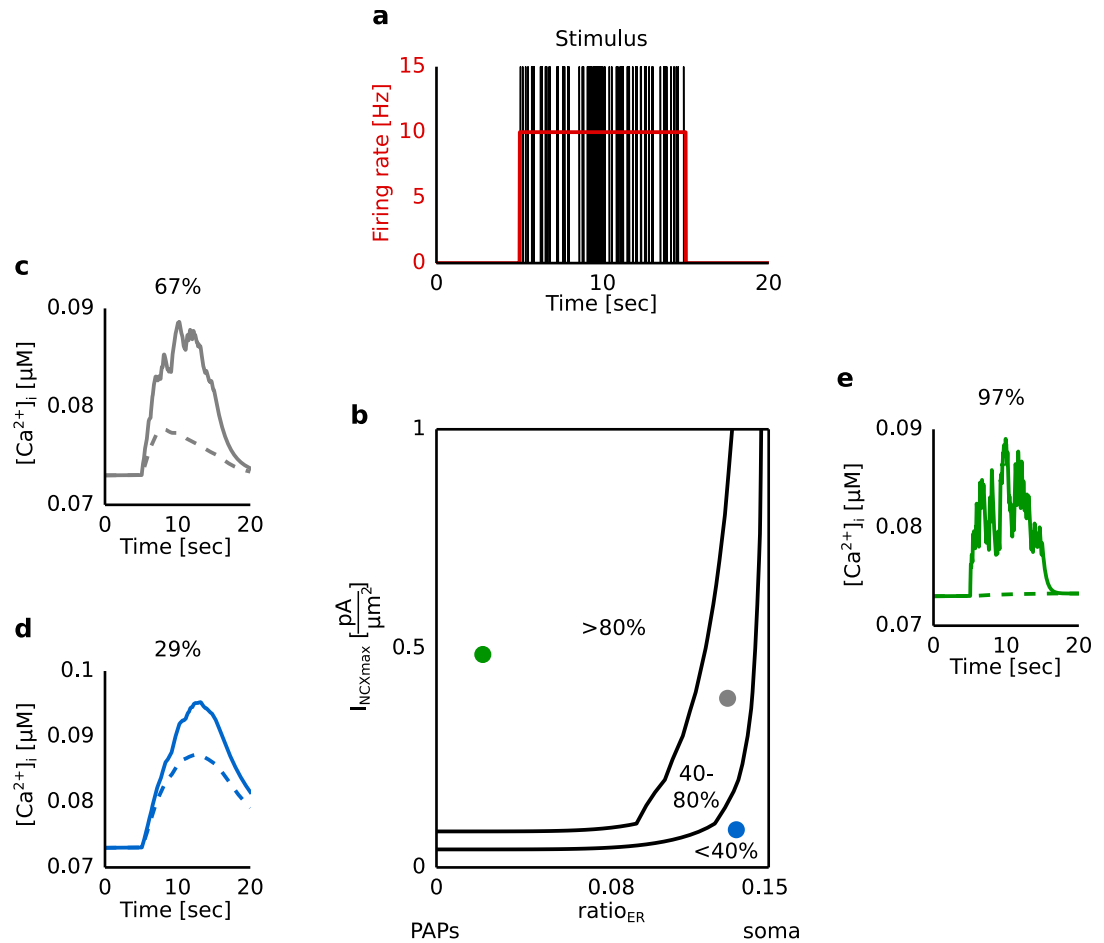 a
Stimulus
Firing rate [Hz]
15
10
5
0
0
10
20
Time [sec]
c
67%
[Ca²⁺]ᵢ [µM]
0.09
0.08
0.07
0
10
20
Time [sec]
d
29%
[Ca²⁺]ᵢ [µM]
0.1
0.09
0.08
0.07
0
10
20
Time [sec]
b
I_NCXmax [pA/µm²]
1
0.5
0
>80%
40-
80%
<40%
0
0.08
0.15
ratio_ER
PAPs
soma
e
97%
[Ca²⁺]ᵢ [µM]
0.09
0.08
0.07
0
10
20
Time [sec]